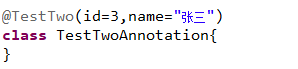 @TestTwo(id=3,name="张三")
class TestTwoAnnotation{
}